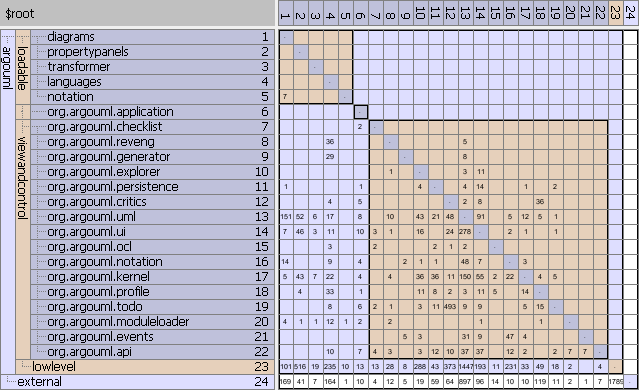 $root 1 2 3 4 5 6 7 8 9 10 11 12 13 14 15 16 17 18 19 20 21 22 23 24
argouml
loadable
diagrams 1
propertypanels 2
transformer 3
languages 4
notation 5 7
org.argouml.application 6
viewandcontrol
org.argouml.checklist 7 2
org.argouml.reveng 8 36 5
org.argouml.generator 9 29 8
org.argouml.explorer 10 1 3 11
org.argouml.persistence 11 1 1 4 4 14 1 2
org.argouml.critics 12 4 5 2 8 36
org.argouml.uml 13 151 52 6 17 8 10 43 21 48 91 5 12 5 1
org.argouml.ui 14 7 46 3 11 10 3 1 16 24 278 1 2
org.argouml.ocl 15 3 2 2 1 2
org.argouml.notation 16 14 9 4 2 1 1 48 7 3
org.argouml.kernel 17 5 43 7 22 4 10 36 36 11 150 55 2 22 4 5
org.argouml.profile 18 4 33 1 11 8 2 3 11 5 14
org.argouml.todo 19 8 6 2 1 3 11 493 9 5 15
org.argouml.moduleloader 20 4 1 1 12 1 2 2 1 1
org.argouml.events 21 5 3 31 9 47 4
org.argouml.api 22 10 7 4 3 3 12 10 37 12 2 2 4 2 7 7
lowlevel 23 101 516 19 235 10 13 13 28 8 288 43 373 1447 193 11 231 33 49 18 2 4
external 24 169 41 7 164 1 10 4 12 5 59 64 897 96 14 10 10 1 119 11 2 1 1 1789